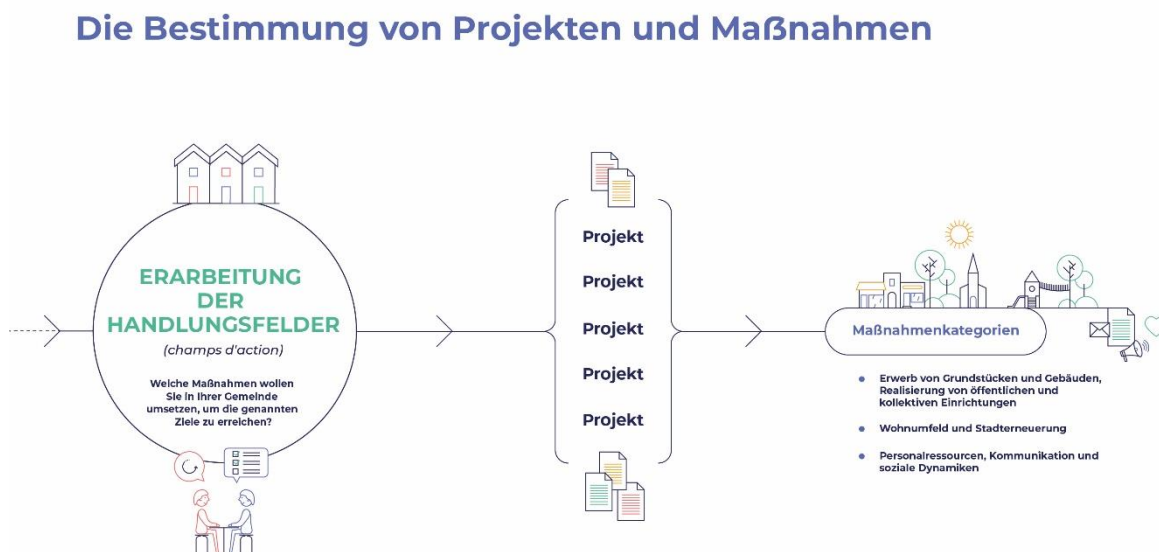 Die Bestimmung von Projekten und Maßnahmen
ERARBEITUNG
DER
HANDLUNGSFELDER
(champs d'action)
Welche Maßnahmen wollen
Sie in Ihrer Gemeinde
umsetzen, um die genannten
Ziele zu erreichen?
Projekt
Projekt
Projekt
Projekt
Projekt
Maßnahmenkategorien
Erwerb von Grundstücken und Gebäuden,
Realisierung von öffentlichen und
kollektiven Einrichtungen
Wohnumfeld und Stadterneuerung
Personalressourcen, Kommunikation und
soziale Dynamiken